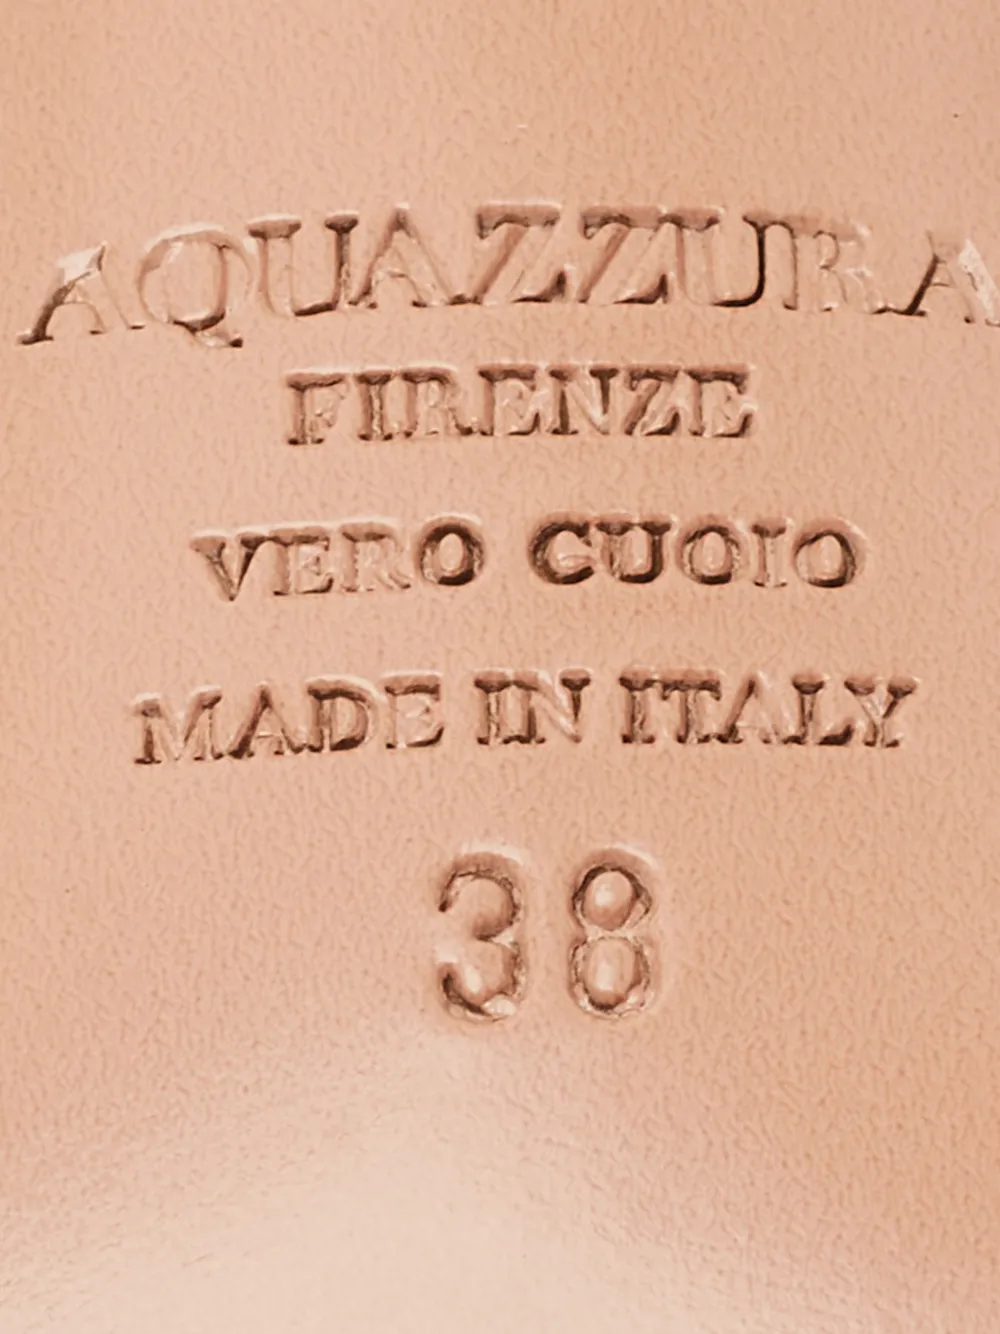 AQUAZZURA
FIRENZE
VERO CUOIO
MADE IN ITALY
38